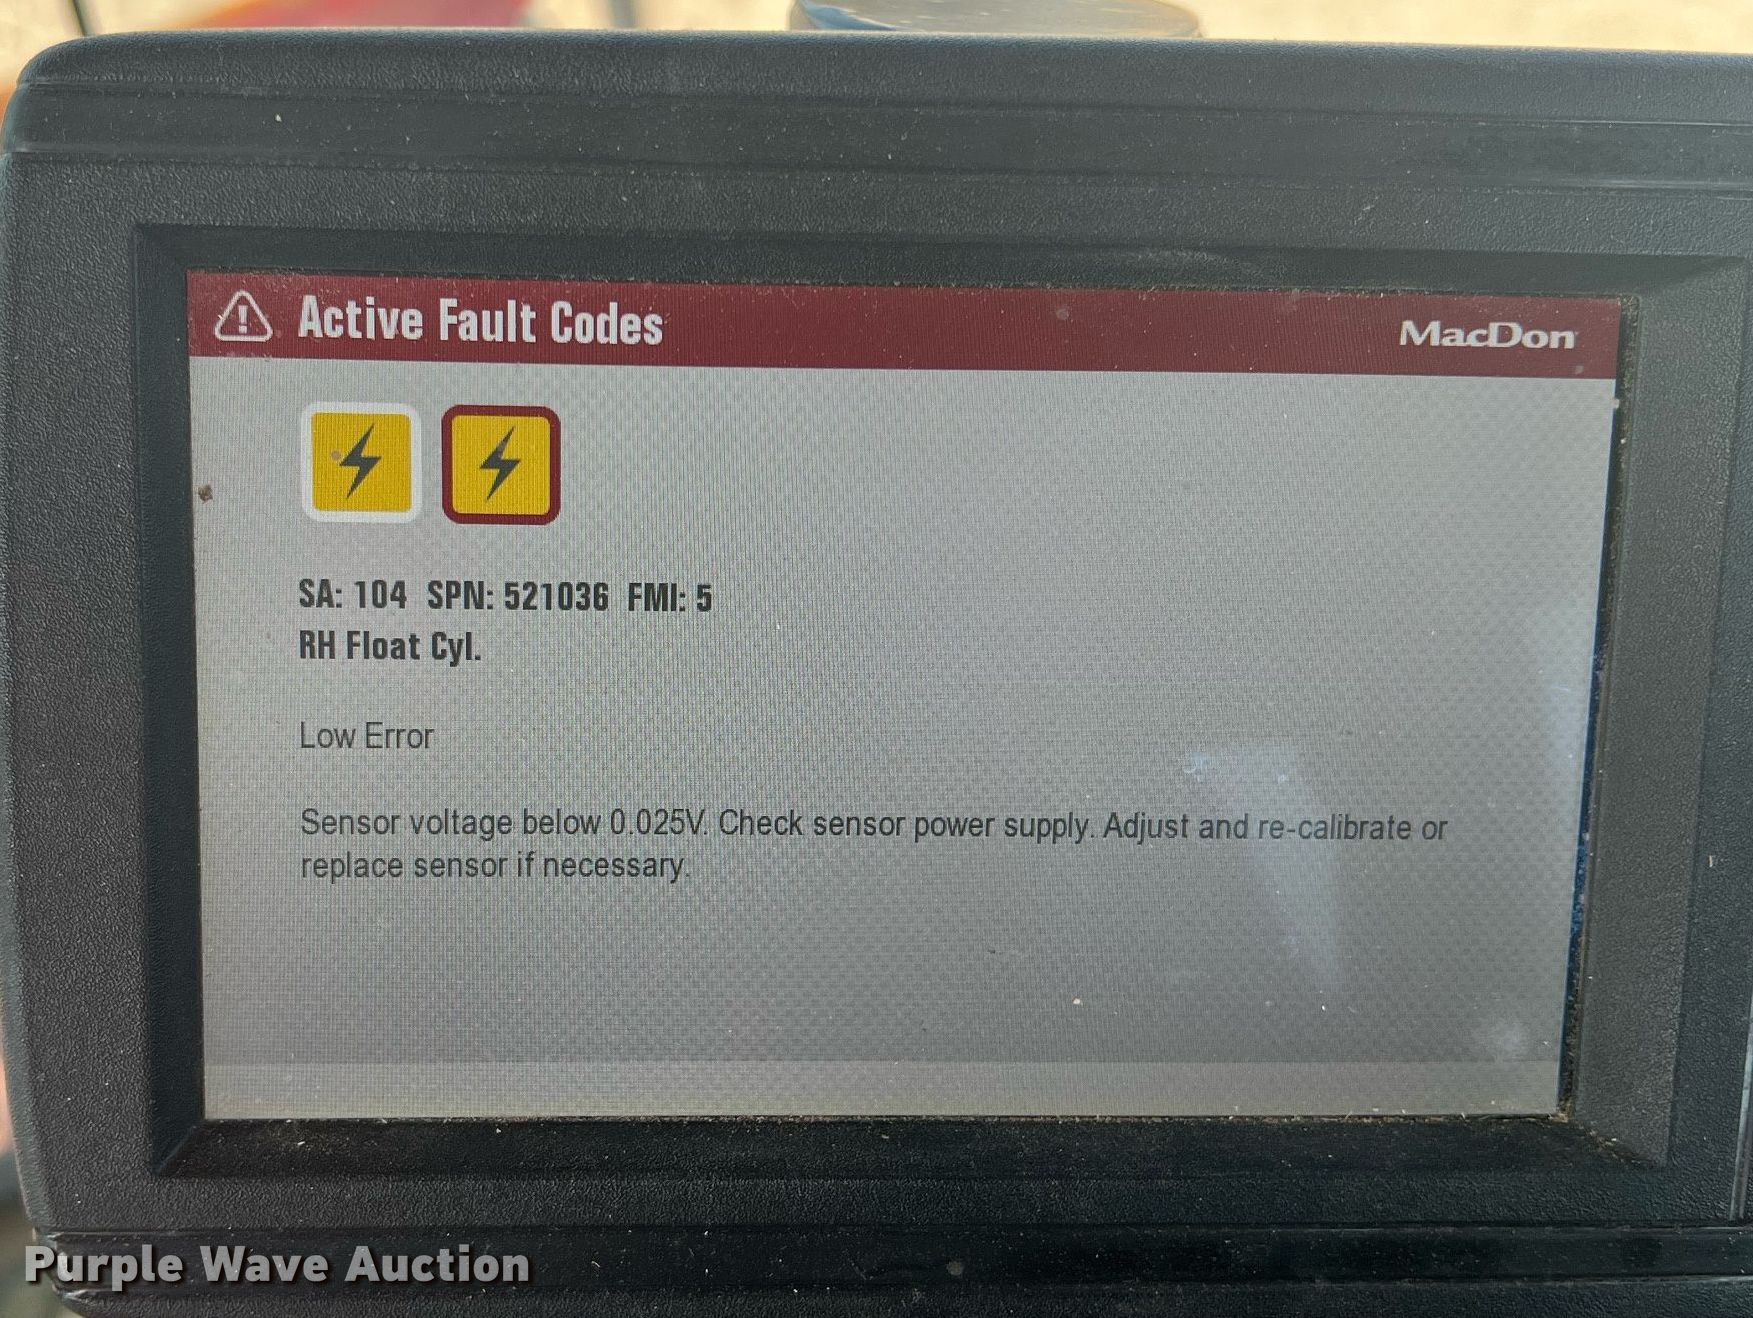 Active Fault Codes
MacDon
SA: 104 SPN: 521036 FMI: 5
RH Float Cyl.
Low Error
Sensor voltage below 0.025V. Check sensor power supply. Adjust and re-calibrate or
replace sensor if necessary.
Purple Wave Auction